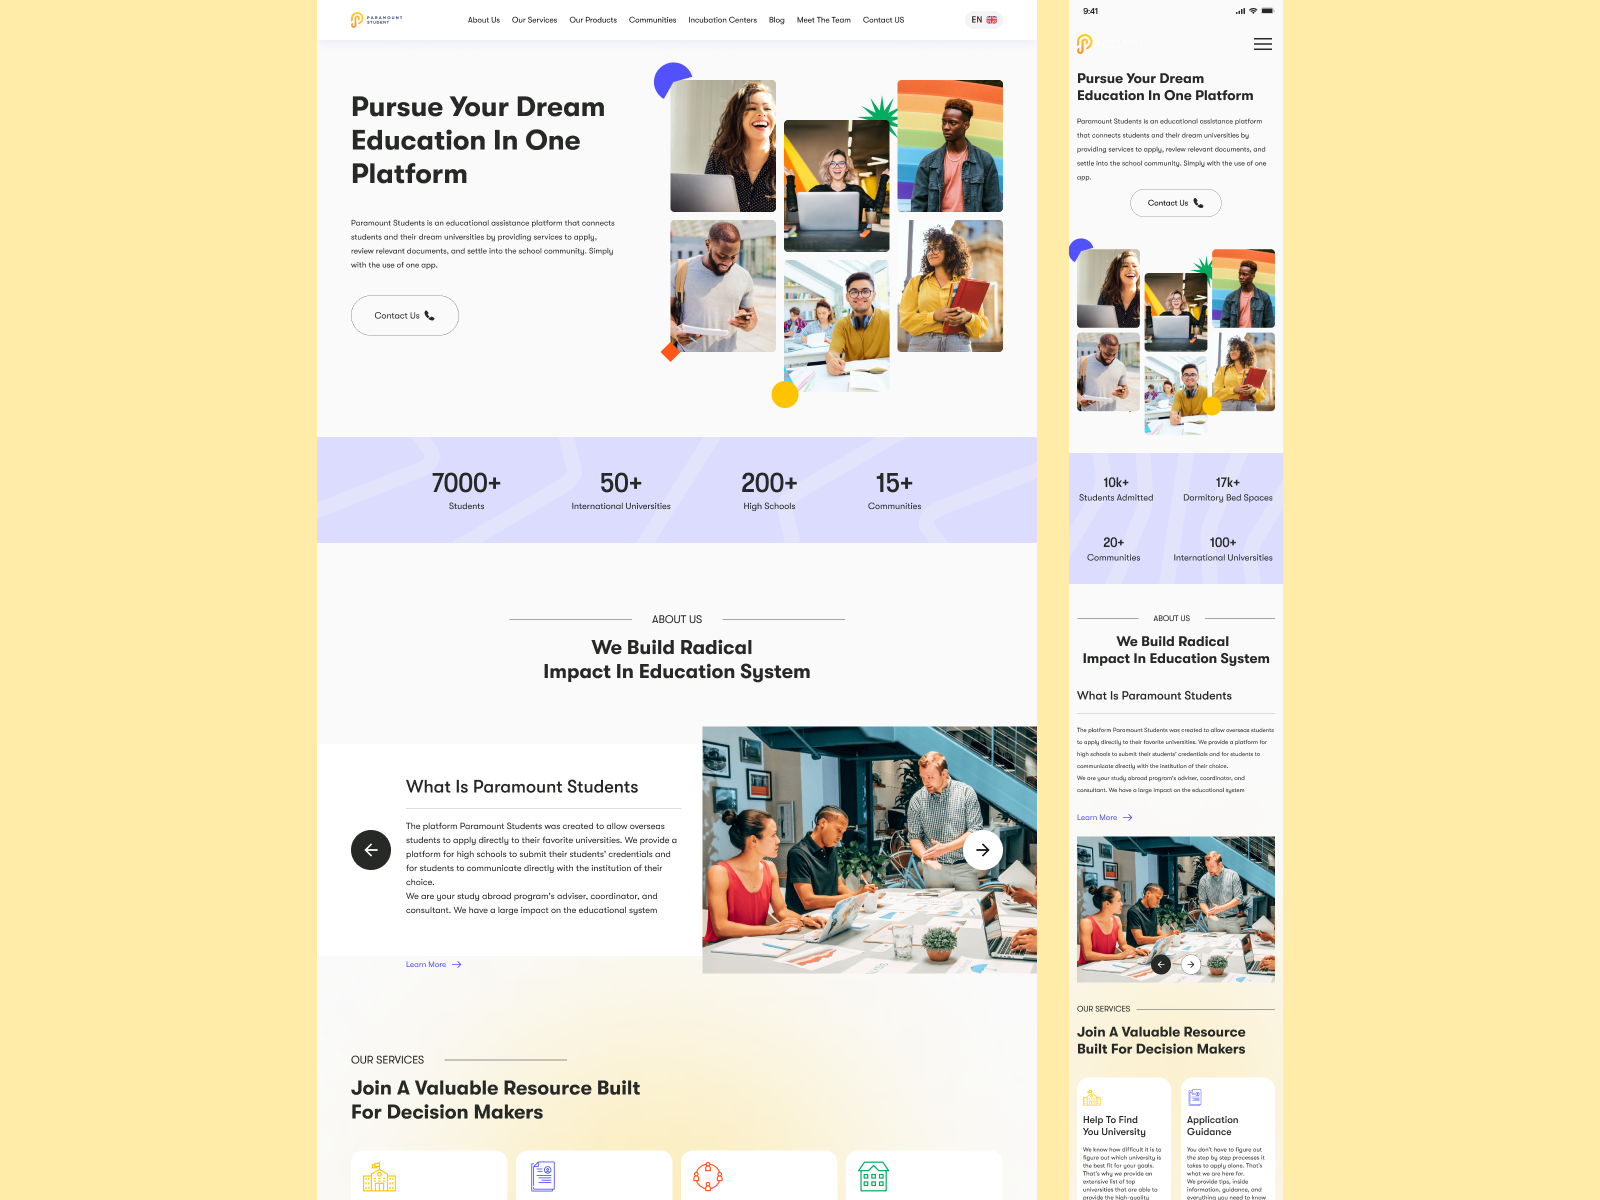 PARAMOUNT
STUDENT
About Us
Our Services
Our Products
Communities
Incubation Centers
Blog
Meet The Team
Contact US
EN
Pursue Your Dream
Education In One
Platform
Paramount Students is an educational assistance platform that connects
students and their dream universities by providing services to apply,
review relevant documents, and settle into the school community. Simply
with the use of one app.
Contact Us
7000+
Students
50+
International Universities
200+
High Schools
15+
Communities
ABOUT US
We Build Radical
Impact In Education System
What Is Paramount Students
The platform Paramount Students was created to allow overseas
students to apply directly to their favorite universities. We provide a
platform for high schools to submit their students' credentials and
for students to communicate directly with the institution of their
choice.
We are your study abroad program's adviser, coordinator, and
consultant. We have a large impact on the educational system
Learn More
OUR SERVICES
Join A Valuable Resource Built
For Decision Makers
9:41
Pursue Your Dream
Education In One Platform
Paramount Students is an educational assistance platform
that connects students and their dream universities by
providing services to apply, review relevant documents, and
settle into the school community. Simply with the use of one
app.
Contact Us
10k+
Students Admitted
17k+
Dormitory Bed Spaces
20+
Communities
100+
International Universities
ABOUT US
We Build Radical
Impact In Education System
What Is Paramount Students
The platform Paramount Students was created to allow overseas students
to apply directly to their favorite universities. We provide a platform for
high schools to submit their students' credentials and for students to
communicate directly with the institution of their choice.
We are your study abroad program's adviser, coordinator, and
consultant. We have a large impact on the educational system
Learn More
OUR SERVICES
Join A Valuable Resource
Built For Decision Makers
Help To Find
You University
We know how difficult it is to
figure out which university is
the best fit for your goals.
That's why we provide an
extensive list of top
universities that are able to
provide the high-quality
Application
Guidance
You don't have to figure out
the step by step processes it
takes to apply alone. That's
what we are here for.
We provide tips, inside
information, guidance, and
everything you need to know